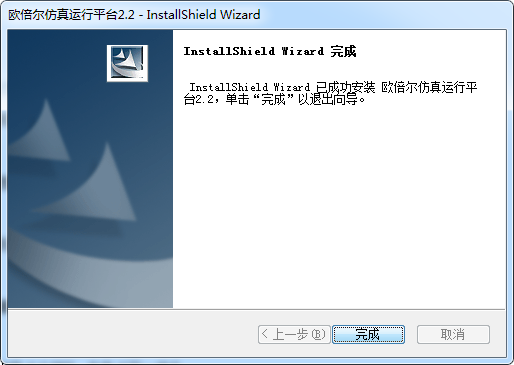 欧倍尔仿真运行平台2.2 - InstallShield Wizard
InstallShield Wizard 完成
InstallShield Wizard 已成功安装 欧倍尔仿真运行平
台2.2，单击“完成”以退出向导。
< 上一步(B) 完成 取消